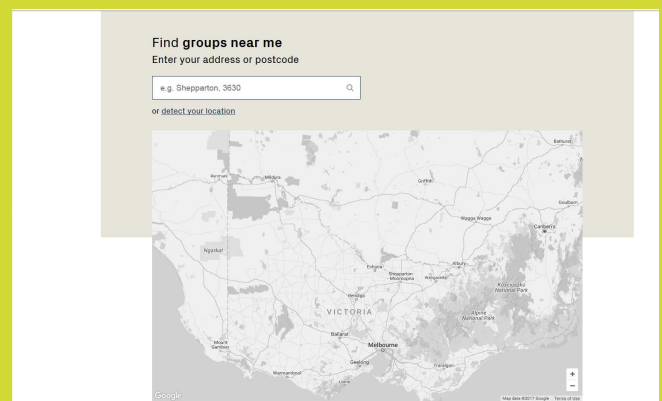 Find groups near me
Enter your address or postcode
e.g. Shepparton, 3630
or detect your location
Bathurst
Mildura
Griffith
Goulburn
Wagga Wagga
Canberra
Ngarkat
Albury
Echuca
Shepparton
-Mooroopna
Wangaratta
Kosciuszko
National Park
Bendigo
VICTORIA
Alpine
National Park
Ballarat
Mount
Gambier
Melbourne
Geelong
Traralgon
Warrnambool
Lorne
+
−
Google
Map data ©2017 Google
Terms of Use